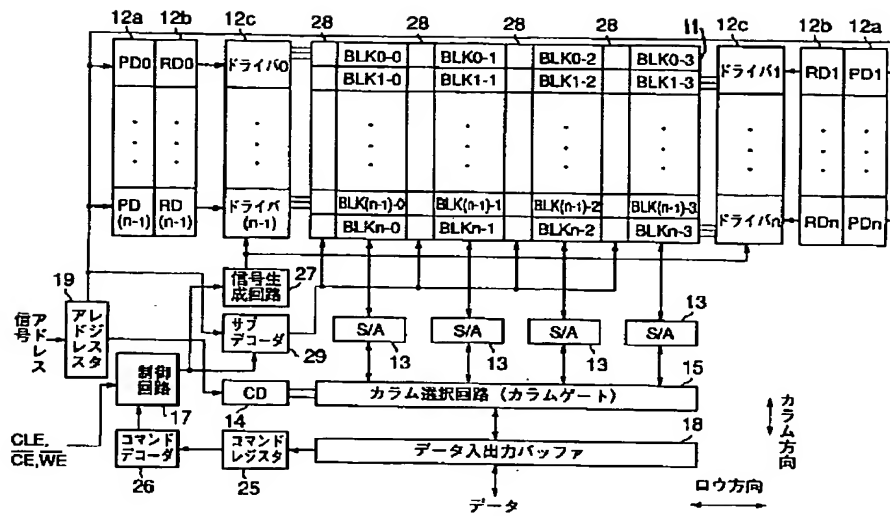 12a 12b 12c 28 28 28 28 11 12c 12b 12a
PD0 RD0 ドライバ0 BLK0-0 BLK0-1 BLK0-2 BLK0-3 ドライバ1 RD1 PD1
BLK1-0 BLK1-1 BLK1-2 BLK1-3
PD(n-1) RD(n-1) ドライバ(n-1) BLK(n-1)-0 BLK(n-1)-1 BLK(n-1)-2 BLK(n-1)-3 ドライバn RDn PDn
BLKn-0 BLKn-1 BLKn-2 BLKn-3
信号生成回路 27
19
アドレス信号
アドレスレジスタ
サブデコーダ 29
S/A S/A S/A S/A 13
13 13 13
制御回路 17
CD 14
カラム選択回路 (カラムゲート) 15
カラム方向
CLE,
CE,WE
コマンドデコーダ 26
コマンドレジスタ 25
データ入出力バッファ 18
データ
ロウ方向